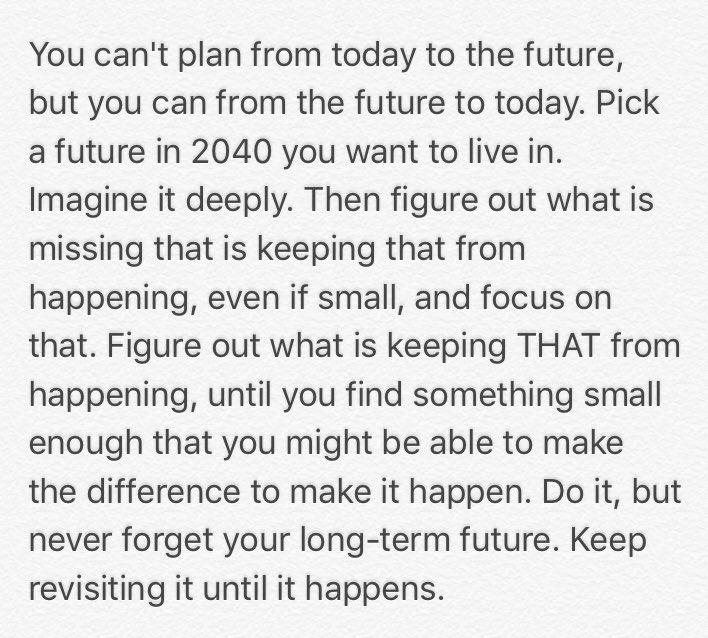 You can't plan from today to the future,
but you can from the future to today. Pick
a future in 2040 you want to live in.
Imagine it deeply. Then figure out what is
missing that is keeping that from
happening, even if small, and focus on
that. Figure out what is keeping THAT from
happening, until you find something small
enough that you might be able to make
the difference to make it happen. Do it, but
never forget your long-term future. Keep
revisiting it until it happens.